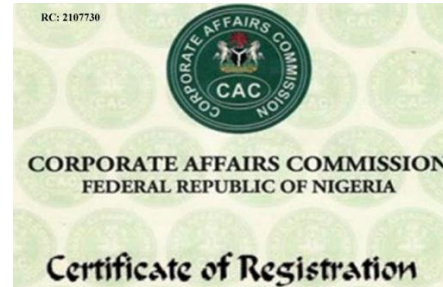 RC: 2107730
CORPORATE AFFAIRS COMMISSION
CAC
CORPORATE AFFAIRS COMMISSION
FEDERAL REPUBLIC OF NIGERIA
Certificate of Registration